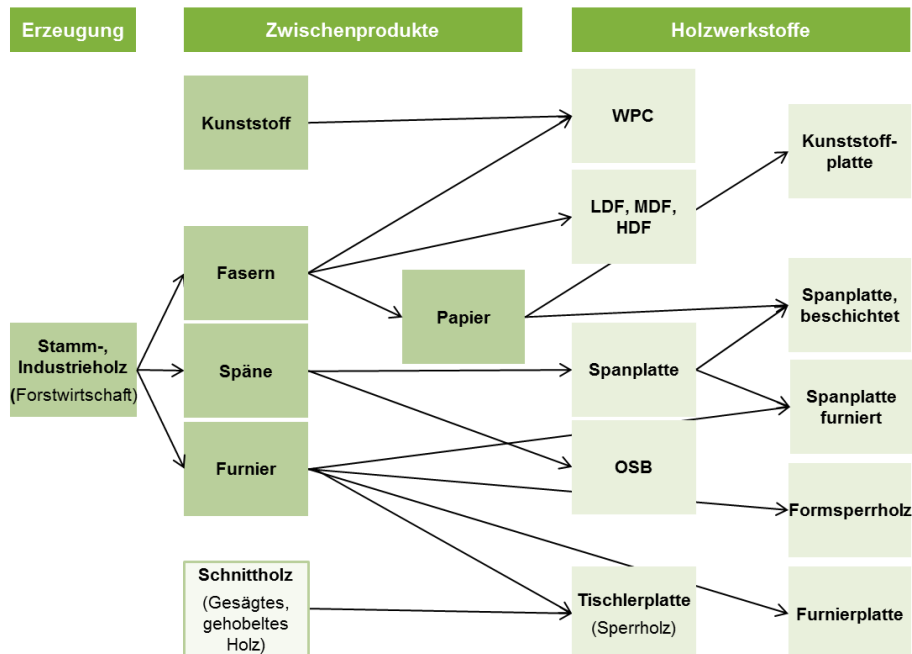 Erzeugung
Zwischenprodukte
Holzwerkstoffe
Kunststoff
WPC
Kunststoff-
platte
LDF, MDF,
HDF
Fasern
Papier
Spanplatte,
beschichtet
Stamm-,
Industrieholz
(Forstwirtschaft)
Späne
Spanplatte
Spanplatte
furniert
Furnier
OSB
Formsperrholz
Schnittholz
(Gesägtes,
gehobeltes
Holz)
Tischlerplatte
(Sperrholz)
Furnierplatte